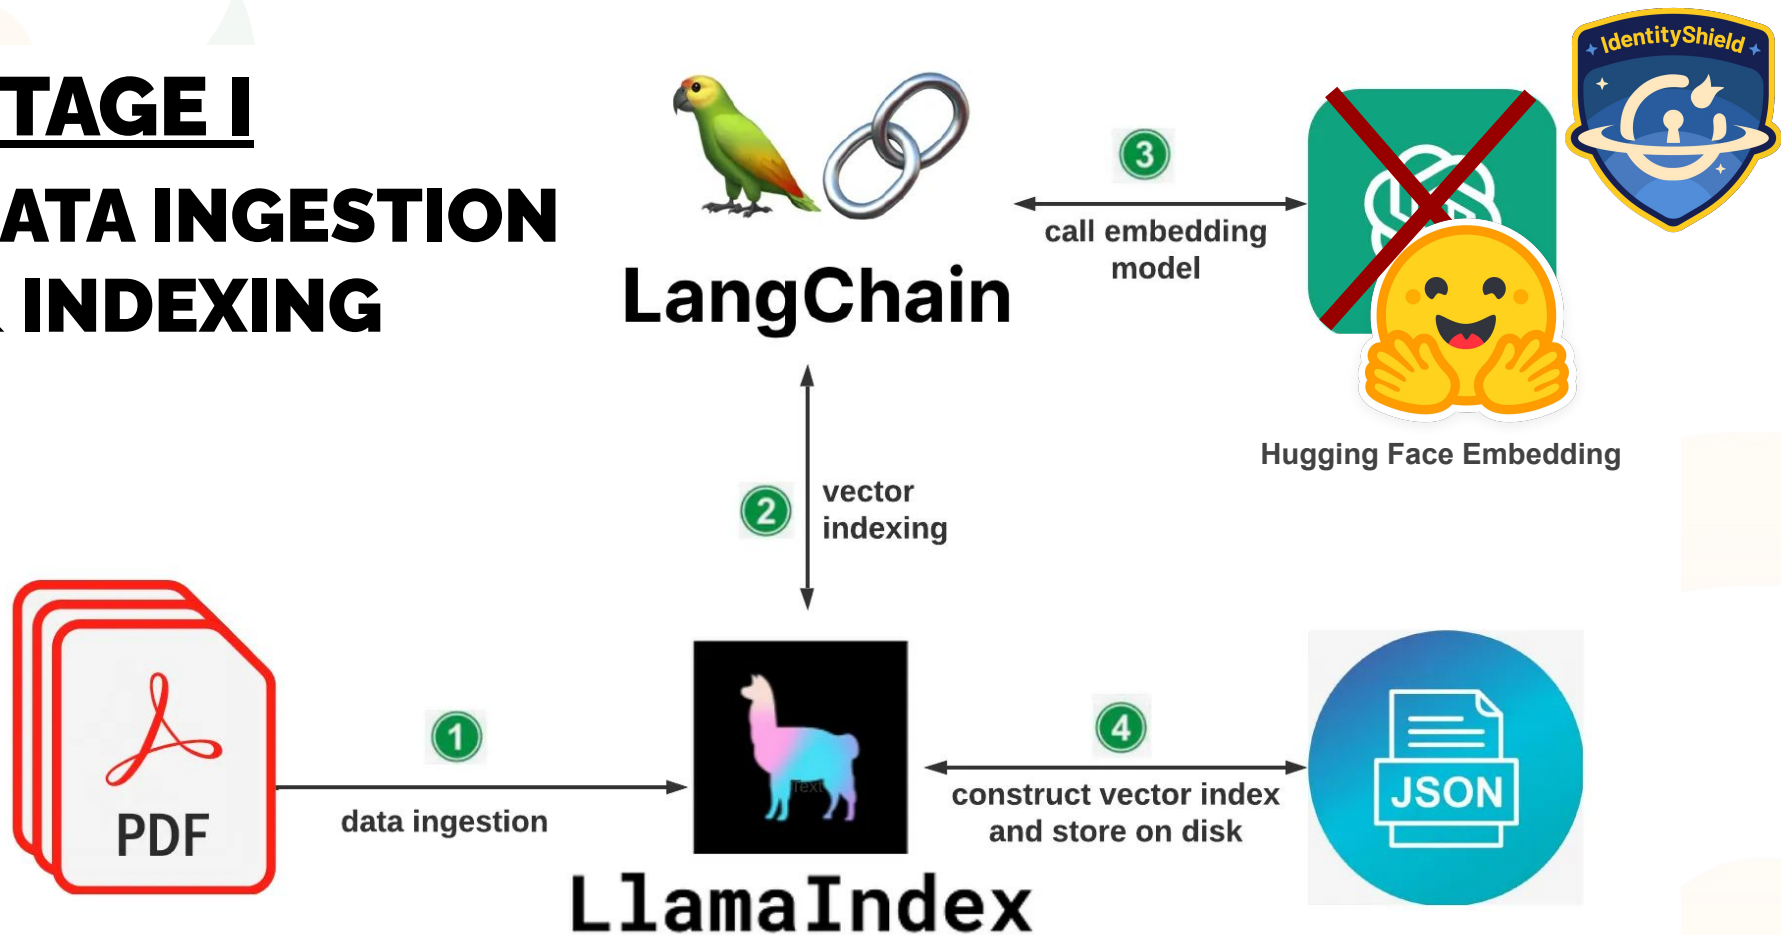 TAGE I
ATA INGESTION
INDEXING
IdentityShield
LangChain
3
call embedding
model
Hugging Face Embedding
2
vector
indexing
1
data ingestion
PDF
Text
LlamaIndex
4
construct vector index
and store on disk
JSON